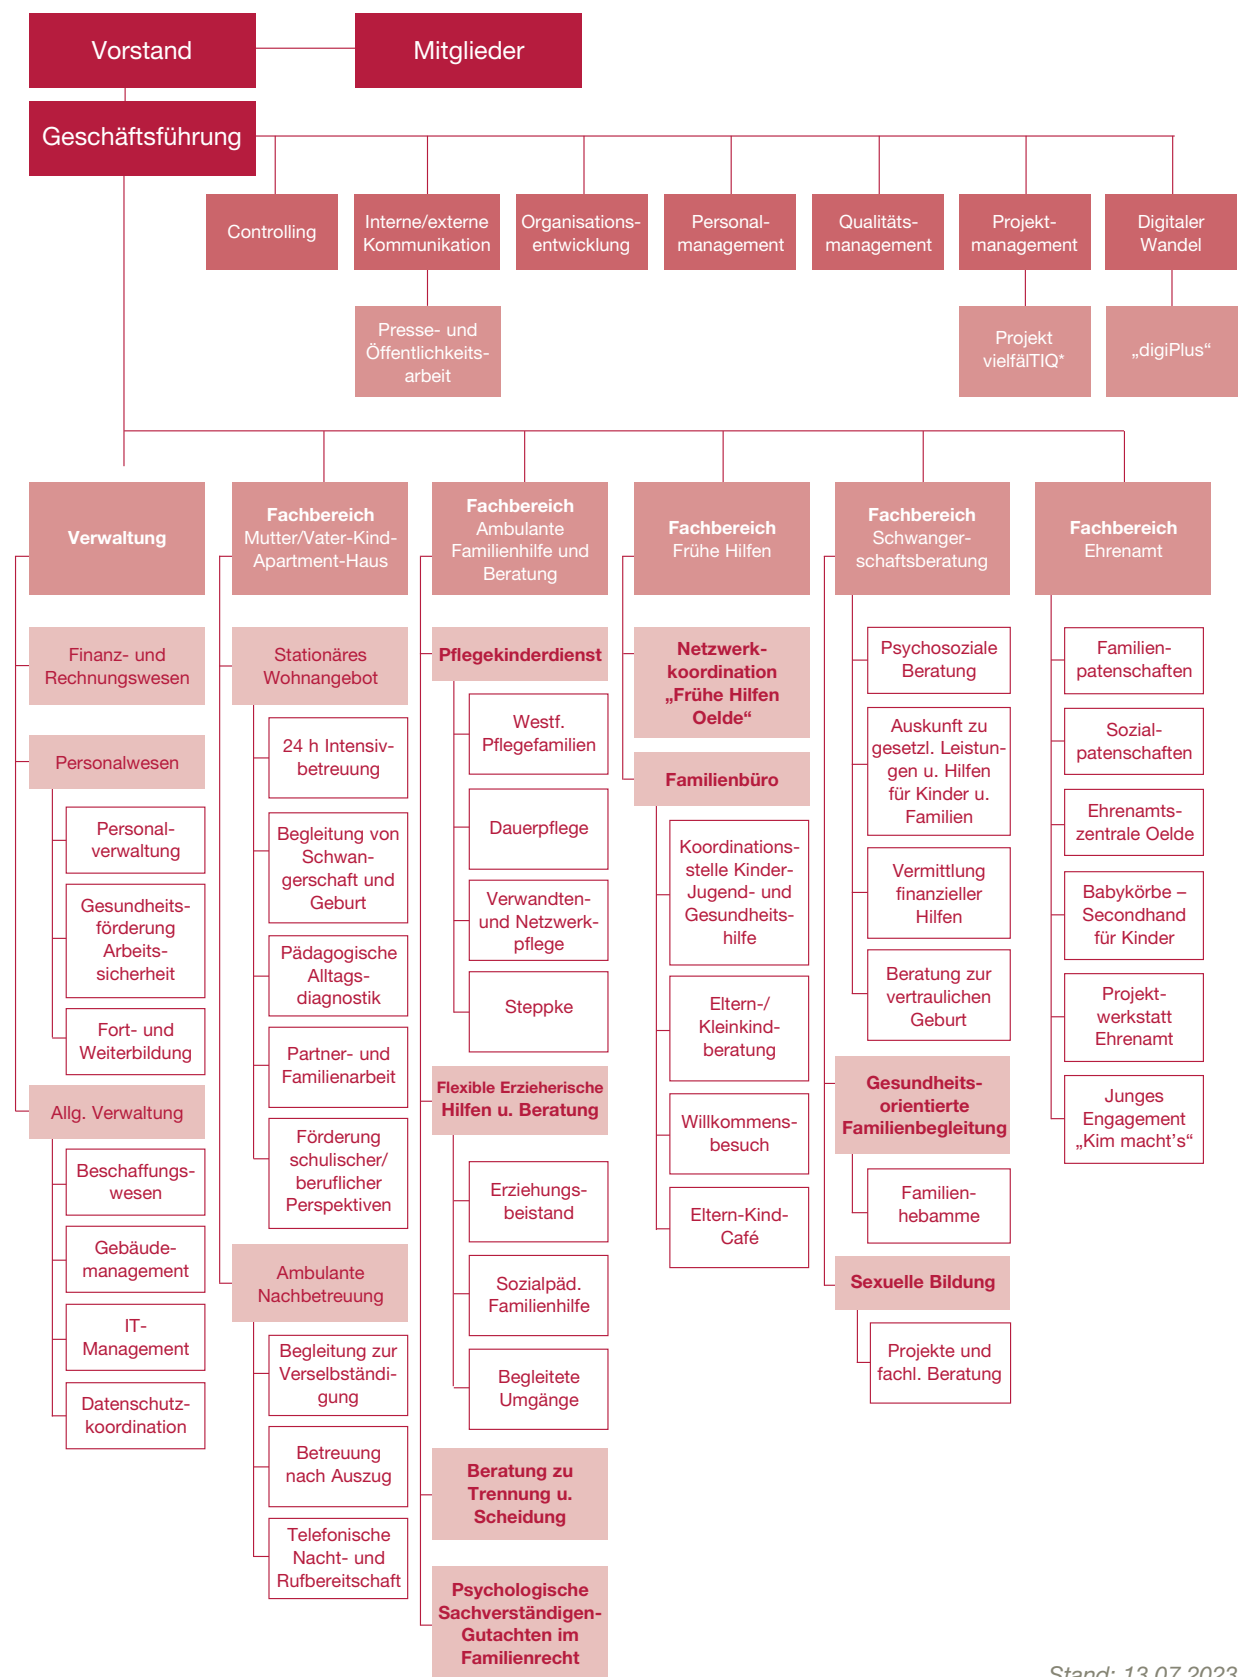 Vorstand
Mitglieder
Geschäftsführung
Controlling
Interne/externe
Kommunikation
Organisations-
entwicklung
Personal-
management
Qualitäts-
management
Projekt-
management
Digitaler
Wandel
Presse- und
Öffentlichkeits-
arbeit
Projekt
vielfälTIQ*
„digiPlus“
Verwaltung
Finanz- und
Rechnungswesen
Personalwesen
Personal-
verwaltung
Gesundheits-
förderung
Arbeits-
sicherheit
Fort- und
Weiterbildung
Allg. Verwaltung
Beschaffungs-
wesen
Gebäude-
management
IT-
Management
Datenschutz-
koordination
Fachbereich
Mutter/Vater-Kind-
Apartment-Haus
Stationäres
Wohnangebot
24 h Intensiv-
betreuung
Begleitung von
Schwan-
gerschaft und
Geburt
Pädagogische
Alltags-
diagnostik
Partner- und
Familienarbeit
Förderung
schulischer/
beruflicher
Perspektiven
Ambulante
Nachbetreuung
Begleitung zur
Verselbständi-
gung
Betreuung
nach Auszug
Telefonische
Nacht- und
Rufbereitschaft
Fachbereich
Ambulante
Familienhilfe und
Beratung
Pflegekinderdienst
Westf.
Pflegefamilien
Dauerpflege
Verwandten-
und Netzwerk-
pflege
Steppke
Flexible Erzieherische
Hilfen u. Beratung
Erziehungs-
beistand
Sozialpäd.
Familienhilfe
Begleitete
Umgänge
Beratung zu
Trennung u.
Scheidung
Psychologische
Sachverständigen-
Gutachten im
Familienrecht
Fachbereich
Frühe Hilfen
Netzwerk-
koordination
„Frühe Hilfen
Oelde“
Familienbüro
Koordinations-
stelle Kinder-
Jugend- und
Gesundheits-
hilfe
Eltern-/
Kleinkind-
beratung
Willkommens-
besuch
Eltern-Kind-
Café
Fachbereich
Schwanger-
schaftsberatung
Psychosoziale
Beratung
Auskunft zu
gesetzl. Leistun-
gen u. Hilfen
für Kinder u.
Familien
Vermittlung
finanzieller
Hilfen
Beratung zur
vertraulichen
Geburt
Gesundheits-
orientierte
Familienbegleitung
Familien-
hebamme
Sexuelle Bildung
Projekte und
fachl. Beratung
Fachbereich
Ehrenamt
Familien-
patenschaften
Sozial-
patenschaften
Ehrenamts-
zentrale Oelde
Babykörbe –
Secondhand
für Kinder
Projekt-
werkstatt
Ehrenamt
Junges
Engagement
„Kim macht's“
Stand: 13.07.2023